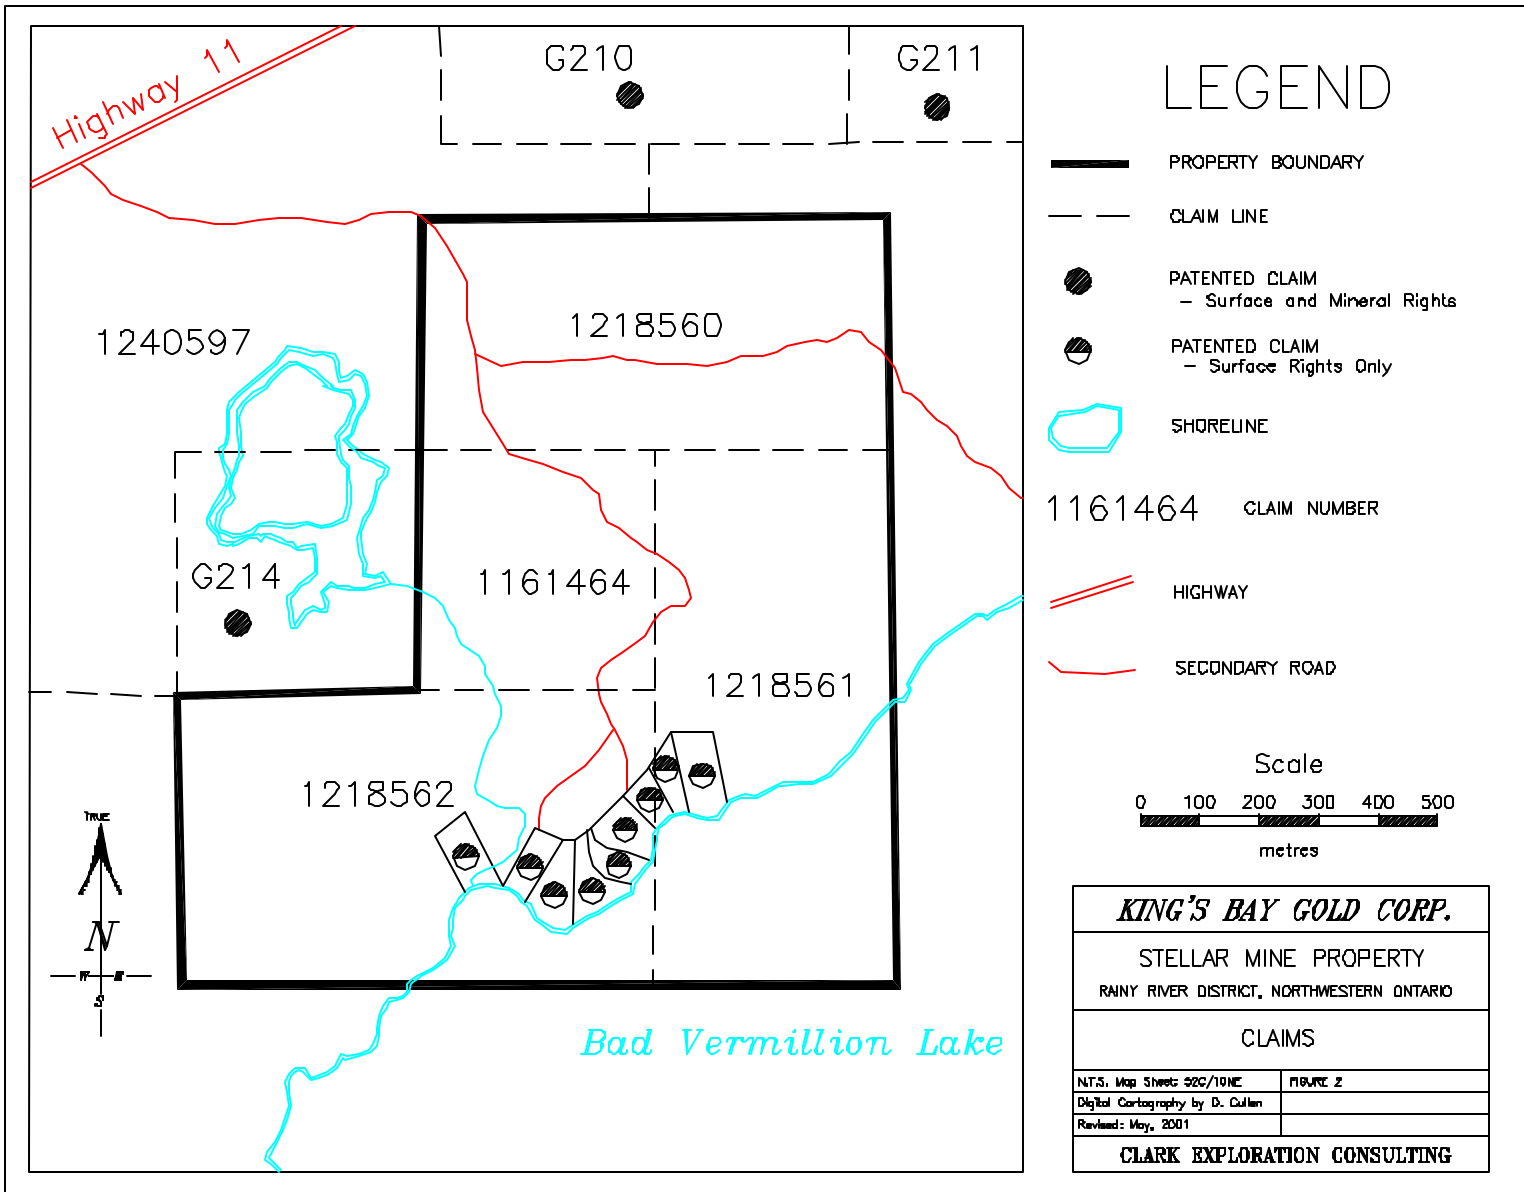 Highway 11
G210
G211
1240597
1218560
G214
1161464
1218561
1218562
TRUE
N
W E
S
Bad Vermillion Lake
LEGEND
PROPERTY BOUNDARY
CLAIM LINE
PATENTED CLAIM
- Surface and Mineral Rights
PATENTED CLAIM
- Surface Rights Only
SHORELINE
1161464 CLAIM NUMBER
HIGHWAY
SECONDARY ROAD
Scale
0 100 200 300 400 500
metres
KING'S BAY GOLD CORP.
STELLAR MINE PROPERTY
RAINY RIVER DISTRICT, NORTHWESTERN ONTARIO
CLAIMS
N.T.S. Map Sheet: 52C/10NE FIGURE 2
Digital Cartography by D. Cullen
Revised: May, 2001
CLARK EXPLORATION CONSULTING